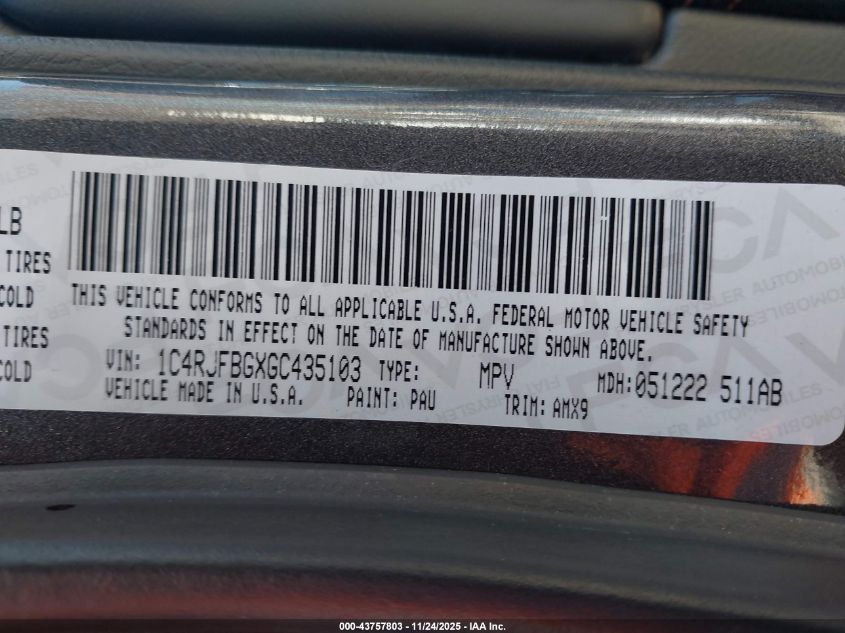 LB
TIRES
COLD
TIRES
COLD
THIS VEHICLE CONFORMS TO ALL APPLICABLE U.S.A. FEDERAL MOTOR VEHICLE SAFETY
STANDARDS IN EFFECT ON THE DATE OF MANUFACTURE SHOWN ABOVE.
VIN: 1C4RJFBGXGC435103 TYPE: MPV MDH:051222 511AB
VEHICLE MADE IN U.S.A. PAINT: PAU TRIM: AMX9
000-43757803 - 11/24/2025 - IAA Inc.